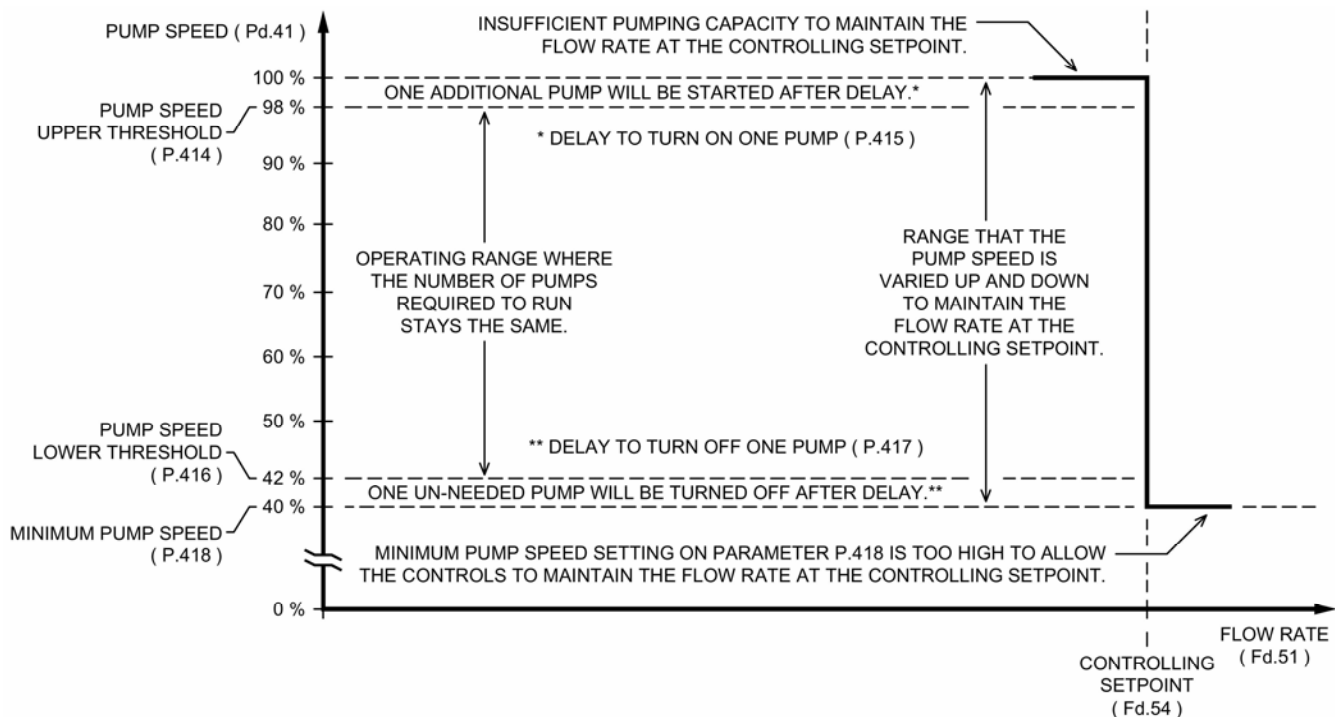 PUMP SPEED ( Pd.41)
INSUFFICIENT PUMPING CAPACITY TO MAINTAIN THE
FLOW RATE AT THE CONTROLLING SETPOINT.
100 %
ONE ADDITIONAL PUMP WILL BE STARTED AFTER DELAY.*
PUMP SPEED
UPPER THRESHOLD
( P.414 )
98 %
* DELAY TO TURN ON ONE PUMP ( P.415 )
90 %
80 %
OPERATING RANGE WHERE
THE NUMBER OF PUMPS
REQUIRED TO RUN
STAYS THE SAME.
RANGE THAT THE
PUMP SPEED IS
VARIED UP AND DOWN
TO MAINTAIN THE
FLOW RATE AT THE
CONTROLLING SETPOINT.
70 %
60 %
50 %
PUMP SPEED
LOWER THRESHOLD
( P.416 )
** DELAY TO TURN OFF ONE PUMP ( P.417 )
42 %
ONE UN-NEEDED PUMP WILL BE TURNED OFF AFTER DELAY.**
40 %
MINIMUM PUMP SPEED
( P.418 )
MINIMUM PUMP SPEED SETTING ON PARAMETER P.418 IS TOO HIGH TO ALLOW
THE CONTROLS TO MAINTAIN THE FLOW RATE AT THE CONTROLLING SETPOINT.
0 %
FLOW RATE
( Fd.51 )
CONTROLLING
SETPOINT
( Fd.54 )